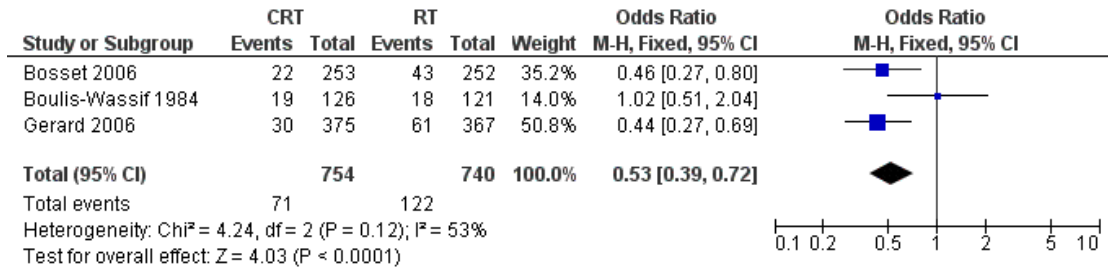 CRT RT Odds Ratio Odds Ratio
Study or Subgroup Events Total Events Total Weight M-H, Fixed, 95% CI M-H, Fixed, 95% CI
Bosset 2006 22 253 43 252 35.2% 0.46 [0.27, 0.80]
Boulis-Wassif 1984 19 126 18 121 14.0% 1.02 [0.51, 2.04]
Gerard 2006 30 375 61 367 50.8% 0.44 [0.27, 0.69]
Total (95% CI) 754 740 100.0% 0.53 [0.39, 0.72]
Total events 71 122
Heterogeneity: Chi² = 4.24, df = 2 (P = 0.12); I² = 53%
Test for overall effect: Z = 4.03 (P < 0.0001)
0.1 0.2 0.5 1 2 5 10